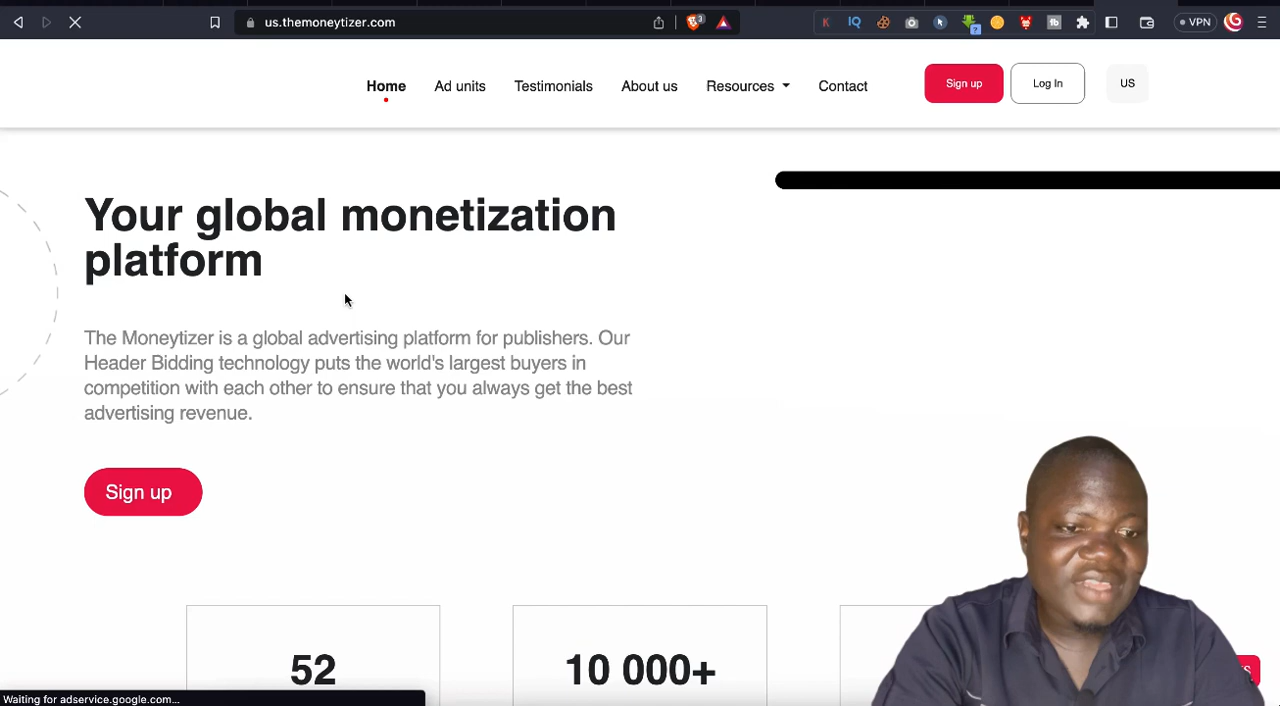 us.themoneytizer.com
3
K
IQ
fb
VPN
Home
Ad units
Testimonials
About us
Resources
Contact
Sign up
Log In
US
Your global monetization
platform
The Moneytizer is a global advertising platform for publishers. Our
Header Bidding technology puts the world's largest buyers in
competition with each other to ensure that you always get the best
advertising revenue.
Sign up
52
10 000+
Waiting for adservice.google.com...